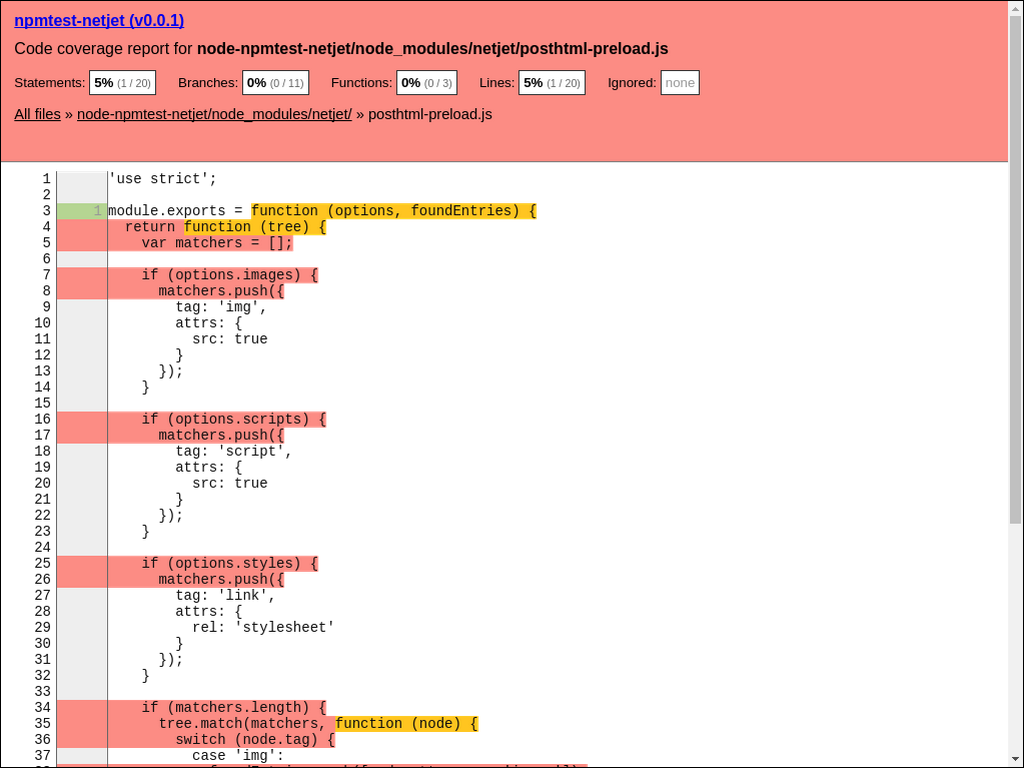 npmtest-netjet (v0.0.1)
Code coverage report for node-npmtest-netjet/node_modules/netjet/posthtml-preload.js
Statements: 5% (1 / 20) Branches: 0% (0 / 11) Functions: 0% (0 / 3) Lines: 5% (1 / 20) Ignored: none
All files » node-npmtest-netjet/node_modules/netjet/ » posthtml-preload.js
1 'use strict';
2
3 1 module.exports = function (options, foundEntries) {
4 return function (tree) {
5 var matchers = [];
6
7 if (options.images) {
8 matchers.push({
9 tag: 'img',
10 attrs: {
11 src: true
12 }
13 });
14 }
15
16 if (options.scripts) {
17 matchers.push({
18 tag: 'script',
19 attrs: {
20 src: true
21 }
22 });
23 }
24
25 if (options.styles) {
26 matchers.push({
27 tag: 'link',
28 attrs: {
29 rel: 'stylesheet'
30 }
31 });
32 }
33
34 if (matchers.length) {
35 tree.match(matchers, function (node) {
36 switch (node.tag) {
37 case 'img':